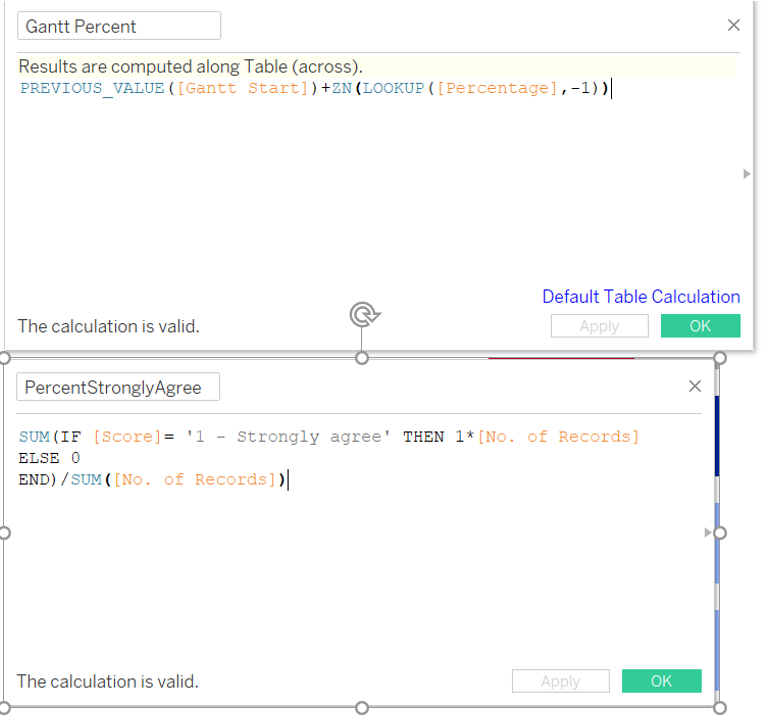 Gantt Percent
Results are computed along Table (across).
PREVIOUS_VALUE([Gantt Start])+ZN(LOOKUP([Percentage],-1))
Default Table Calculation
The calculation is valid.
Apply
OK
PercentStronglyAgree
SUM(IF [Score]= '1 - Strongly agree' THEN 1*[No. of Records]
ELSE 0
END)/SUM([No. of Records])
The calculation is valid.
Apply
OK